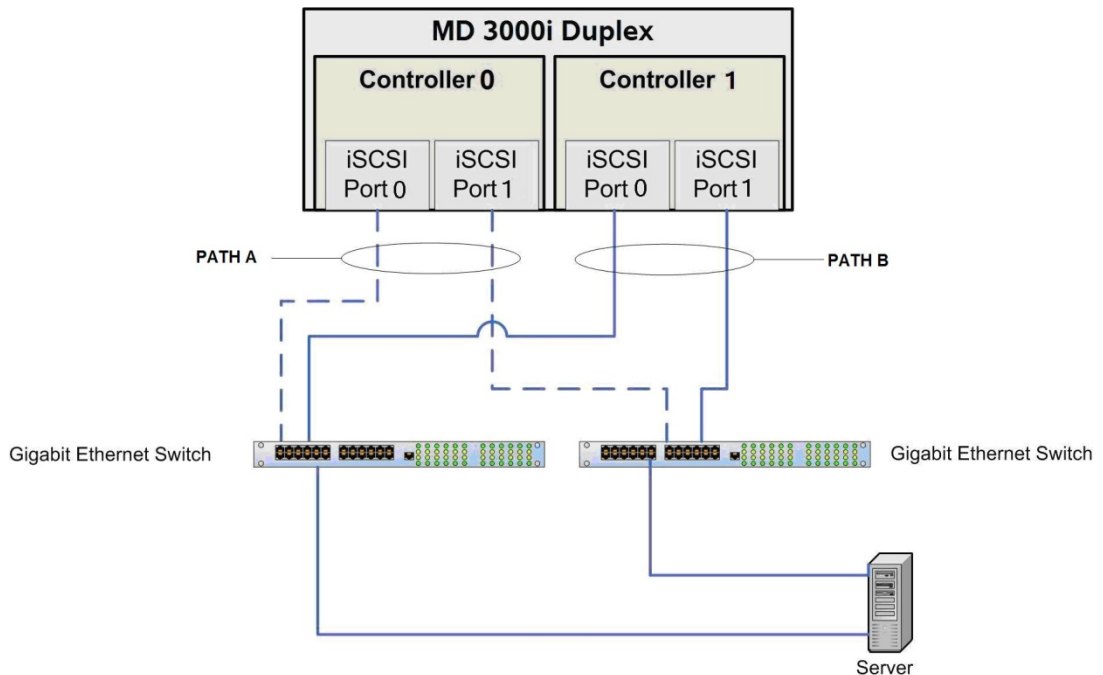 MD 3000i Duplex
Controller 0
Controller 1
iSCSI
Port 0
iSCSI
Port 1
iSCSI
Port 0
iSCSI
Port 1
PATH A
PATH B
Gigabit Ethernet Switch
Gigabit Ethernet Switch
Server